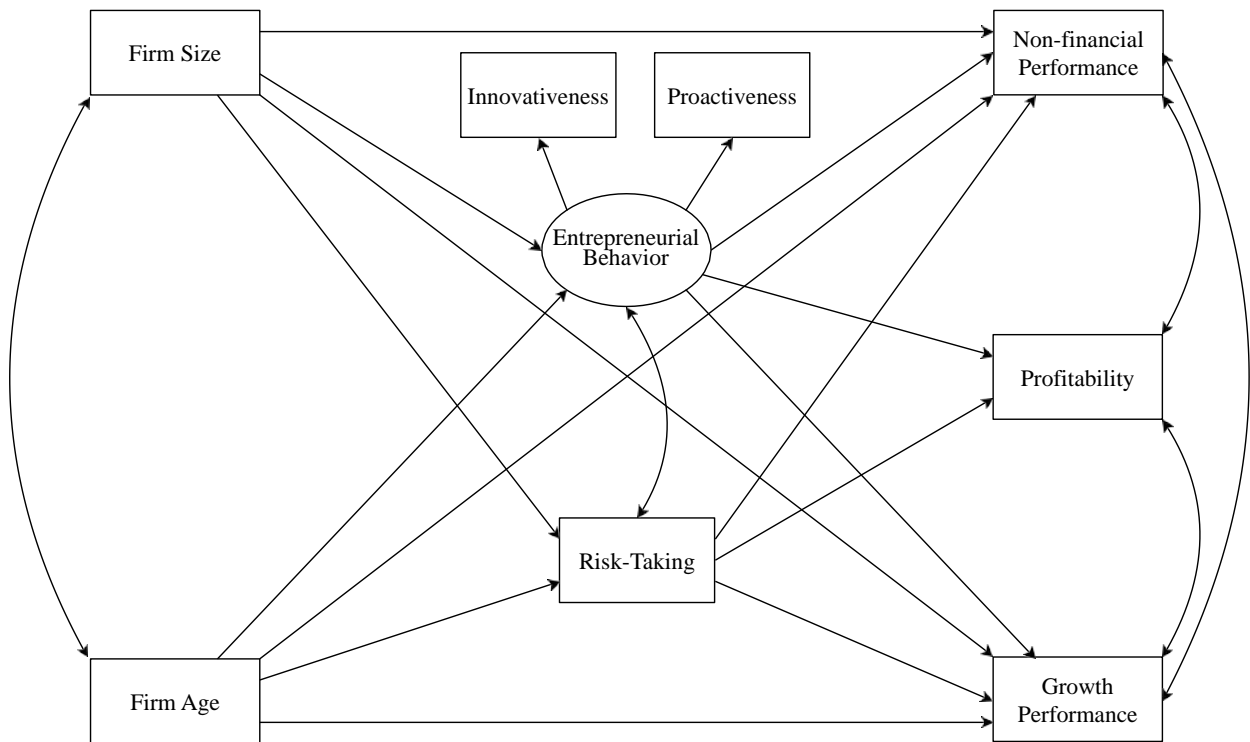 Firm Size
Non-financial
Performance
Innovativeness
Proactiveness
Entrepreneurial
Behavior
Profitability
Risk-Taking
Firm Age
Growth
Performance